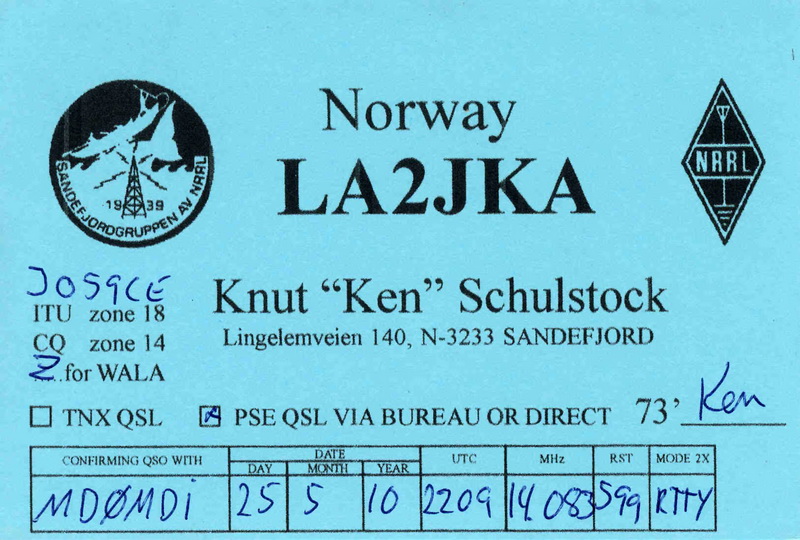 Norway
LA2JKA
SANDEFJORDGRUPPEN AV NRRL
1939
NRRL
JO59CE
ITU zone 18
CQ zone 14
Z..for WALA
Knut “Ken” Schulstock
Lingelemveien 140, N-3233 SANDEFJORD
TNX QSL PSE QSL VIA BUREAU OR DIRECT 73’ Ken
CONFIRMING QSO WITH DATE UTC MHz RST MODE 2X
DAY MONTH YEAR
MDØMDi 25 5 10 2209 14.083 599 RTTY